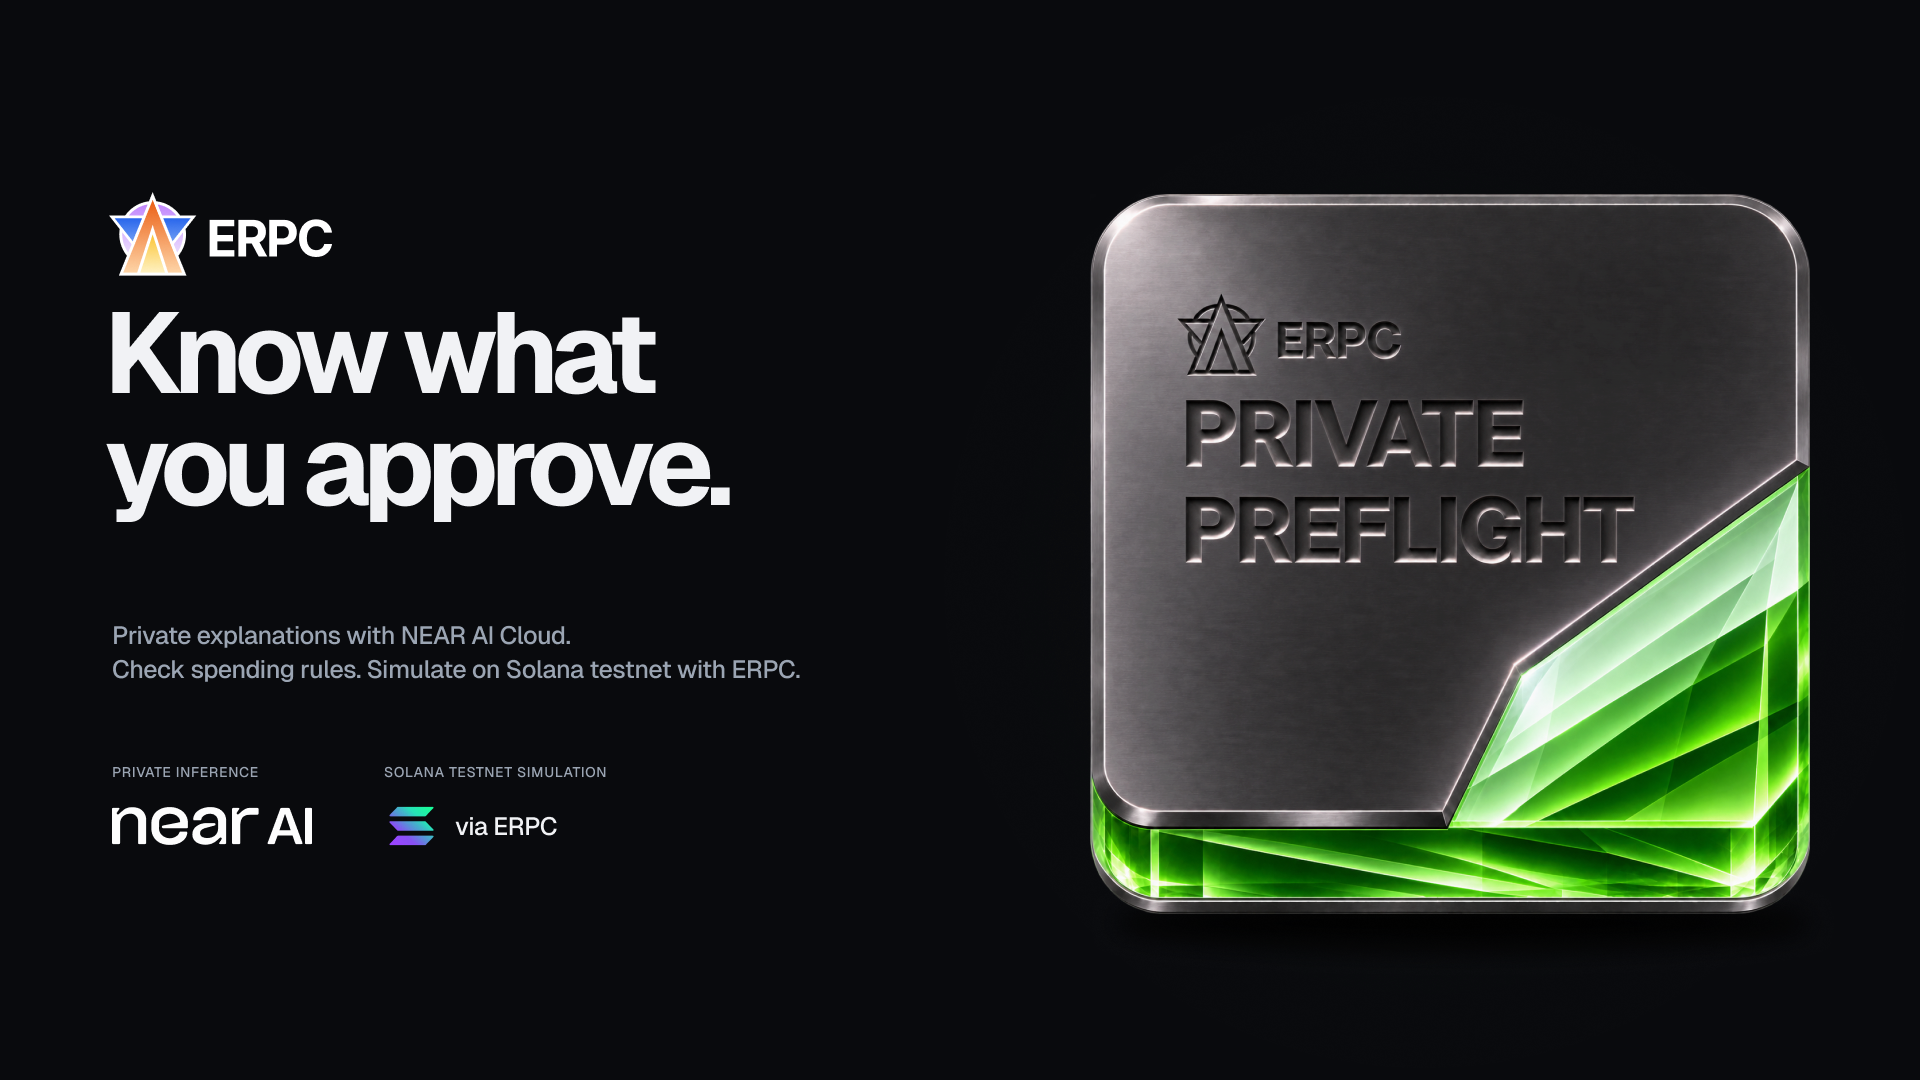 ERPC
Know what
you approve.
Private explanations with NEAR AI Cloud.
Check spending rules. Simulate on Solana testnet with ERPC.
PRIVATE INFERENCE
near AI
SOLANA TESTNET SIMULATION
via ERPC
ERPC
PRIVATE
PREFLIGHT